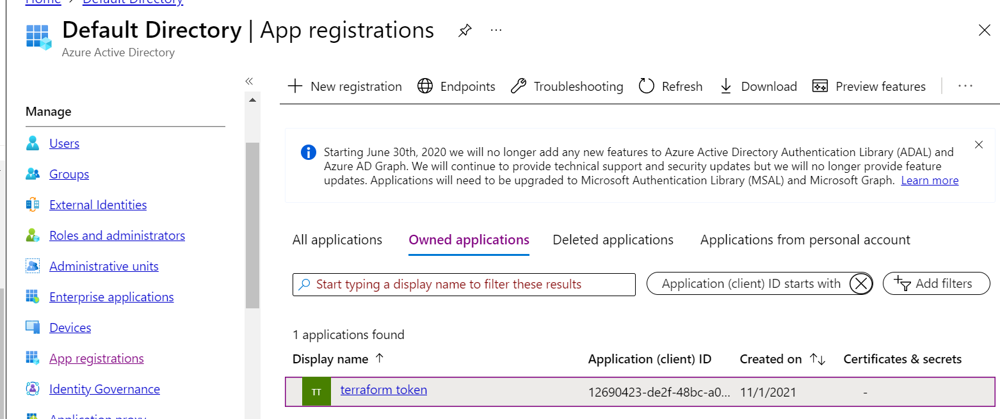 Home > Default Directory
Default Directory | App registrations ...
Azure Active Directory
«
Manage
Users
Groups
External Identities
Roles and administrators
Administrative units
Enterprise applications
Devices
App registrations
Identity Governance
Application proxy
New registration Endpoints Troubleshooting Refresh Download Preview features ...
Starting June 30th, 2020 we will no longer add any new features to Azure Active Directory Authentication Library (ADAL) and
Azure AD Graph. We will continue to provide technical support and security updates but we will no longer provide feature
updates. Applications will need to be upgraded to Microsoft Authentication Library (MSAL) and Microsoft Graph. Learn more
All applications Owned applications Deleted applications Applications from personal account
Start typing a display name to filter these results Application (client) ID starts with Add filters
1 applications found
Display name ↑ Application (client) ID Created on ↑↓ Certificates & secrets
TT terraform token 12690423-de2f-48bc-a0... 11/1/2021 -